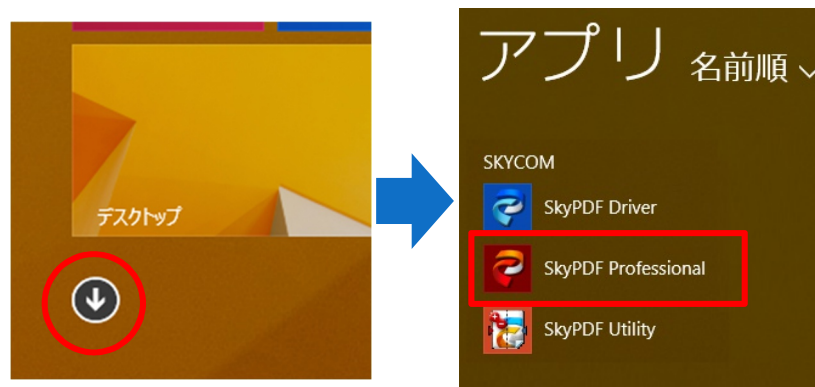 デスクトップ
アプリ 名前順
SKYCOM
SkyPDF Driver
SkyPDF Professional
SkyPDF Utility